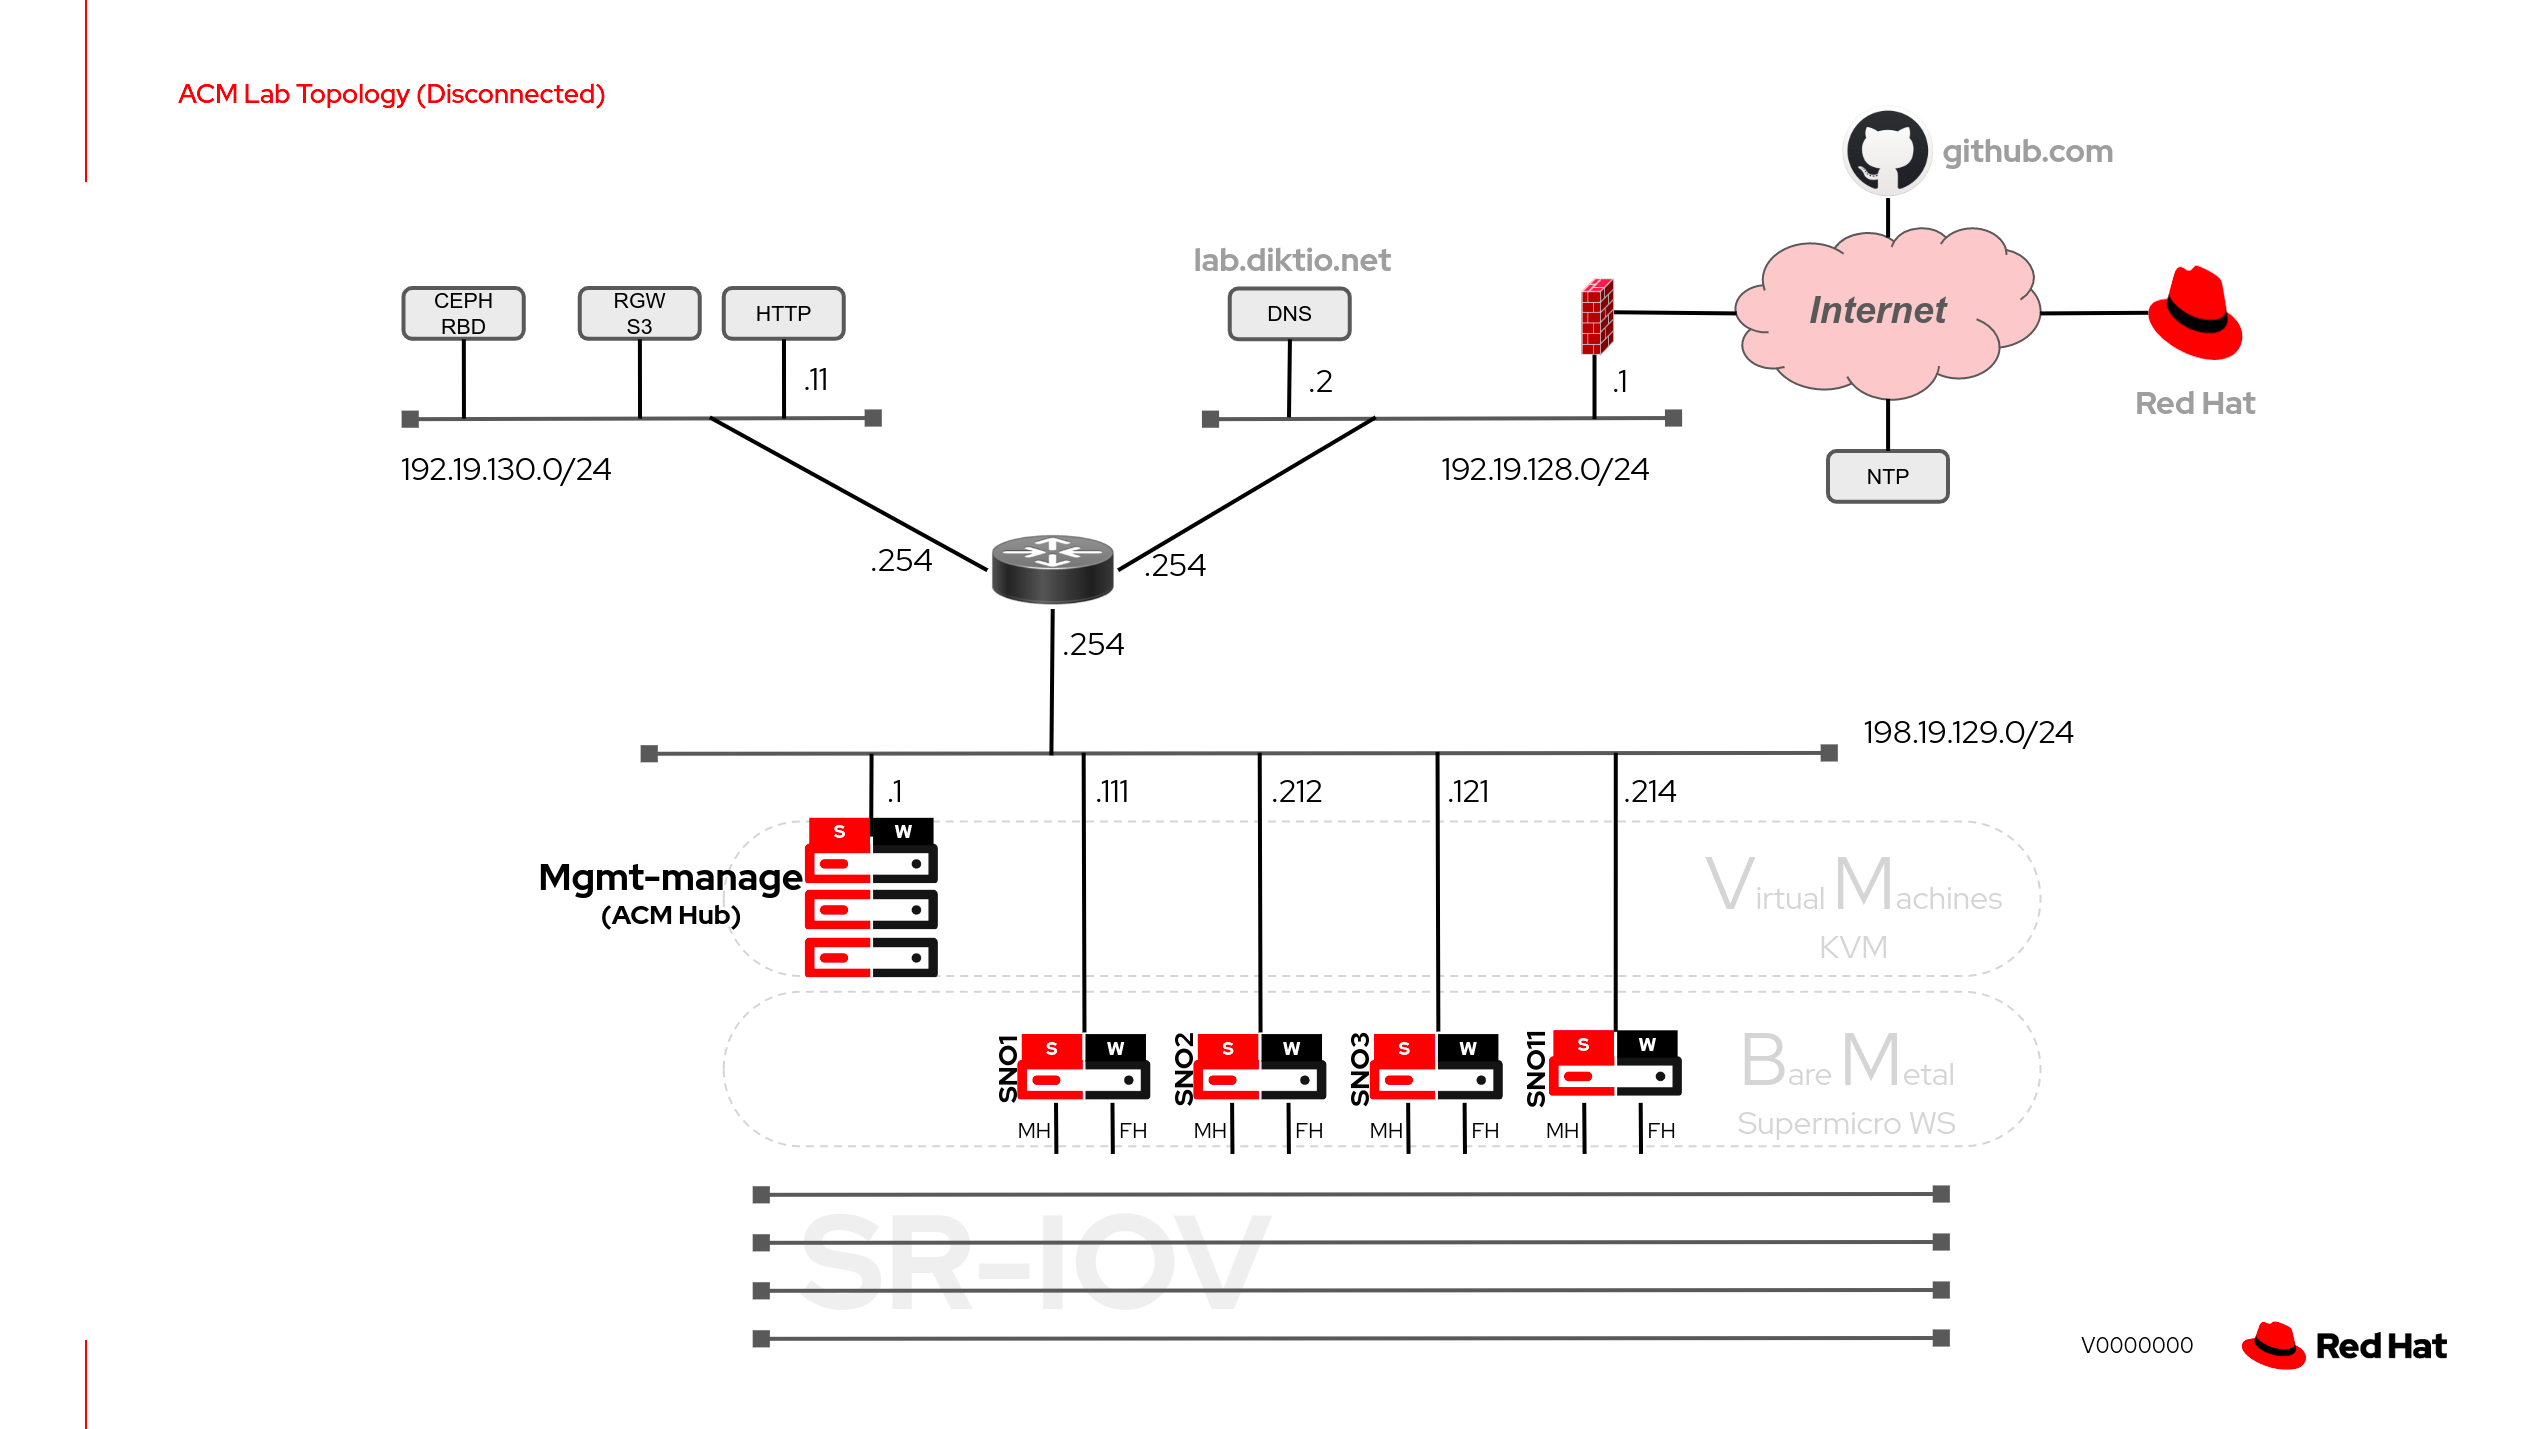 ACM Lab Topology (Disconnected)
github.com
lab.diktio.net
CEPH
RBD
RGW
S3
HTTP
DNS
Internet
.11
.2
.1
Red Hat
192.19.130.0/24
192.19.128.0/24
NTP
.254
.254
.254
198.19.129.0/24
.1
.111
.212
.121
.214
S W
Mgmt-manage
(ACM Hub)
Virtual Machines
KVM
SNO1
S W
SNO2
S W
SNO3
S W
SNO11
S W
Bare Metal
Supermicro WS
MH FH
MH FH
MH FH
MH FH
SR-IOV
V0000000
Red Hat